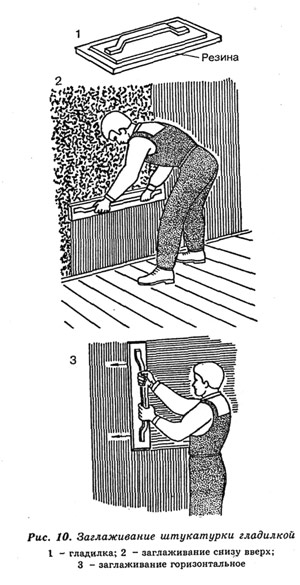 1
Резина
2
3
Рис. 10. Заглаживание штукатурки гладилкой
1 – гладилка; 2 – заглаживание снизу вверх;
3 – заглаживание горизонтальное